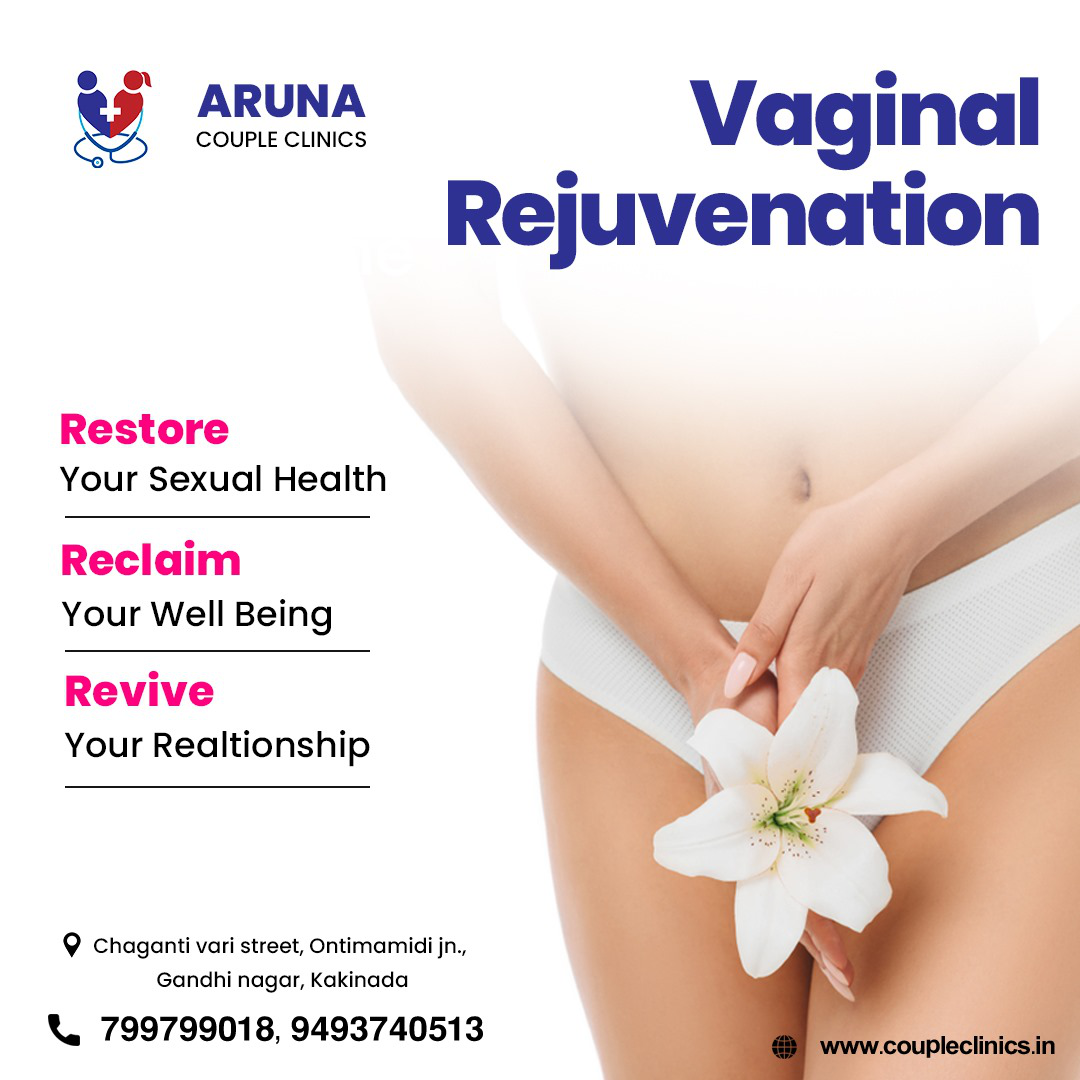 ARUNA
COUPLE CLINICS
Vaginal
Rejuvenation
Restore
Your Sexual Health
Reclaim
Your Well Being
Revive
Your Realtionship
Chaganti vari street, Ontimamidi jn.,
Gandhi nagar, Kakinada
799799018, 9493740513
www.coupleclinics.in